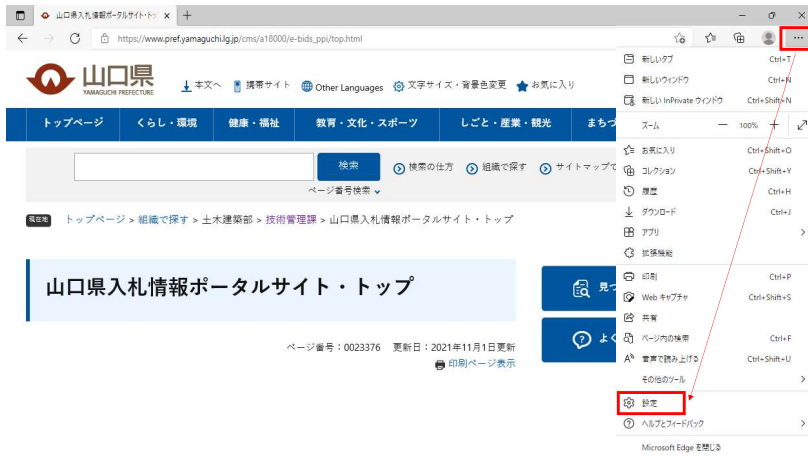 山口県入札情報ポータルサイト・トッ
https://www.pref.yamaguchi.lg.jp/cms/a18000/e-bids_ppi/top.html
山口県
YAMAGUCHI PREFECTURE
本文へ 携帯サイト Other Languages 文字サイズ・背景色変更 お気に入り
トップページ くらし・環境 健康・福祉 教育・文化・スポーツ しごと・産業・観光 まちづ
検索 検索の仕方 組織で探す サイトマップで
ページ番号検索
現在地 トップページ > 組織で探す > 土木建築部 > 技術管理課 > 山口県入札情報ポータルサイト・トップ
山口県入札情報ポータルサイト・トップ
見つ
よく
ページ番号：0023376 更新日：2021年11月1日更新
印刷ページ表示
新しいタブ Ctrl+T
新しいウィンドウ Ctrl+N
新しい InPrivate ウィンドウ Ctrl+Shift+N
ズーム 100%
お気に入り Ctrl+Shift+O
コレクション Ctrl+Shift+Y
履歴 Ctrl+H
ダウンロード Ctrl+J
アプリ
拡張機能
印刷 Ctrl+P
Web キャプチャ Ctrl+Shift+S
共有
ページ内の検索 Ctrl+F
音声で読み上げる Ctrl+Shift+U
その他のツール
設定
ヘルプとフィードバック
Microsoft Edge を閉じる